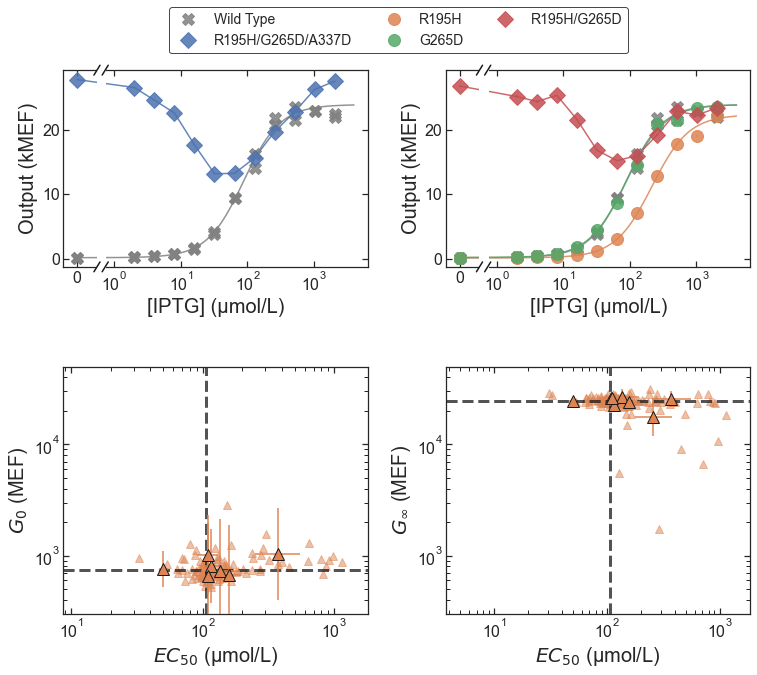 Wild Type
R195H/G265D/A337D
R195H
G265D
R195H/G265D
Output (kMEF)
20
10
0
0
10^0
10^1
10^2
10^3
[IPTG] (μmol/L)
Output (kMEF)
20
10
0
0
10^0
10^1
10^2
10^3
[IPTG] (μmol/L)
G_0 (MEF)
10^4
10^3
10^1
10^2
10^3
EC_50 (μmol/L)
G_∞ (MEF)
10^4
10^3
10^1
10^2
10^3
EC_50 (μmol/L)